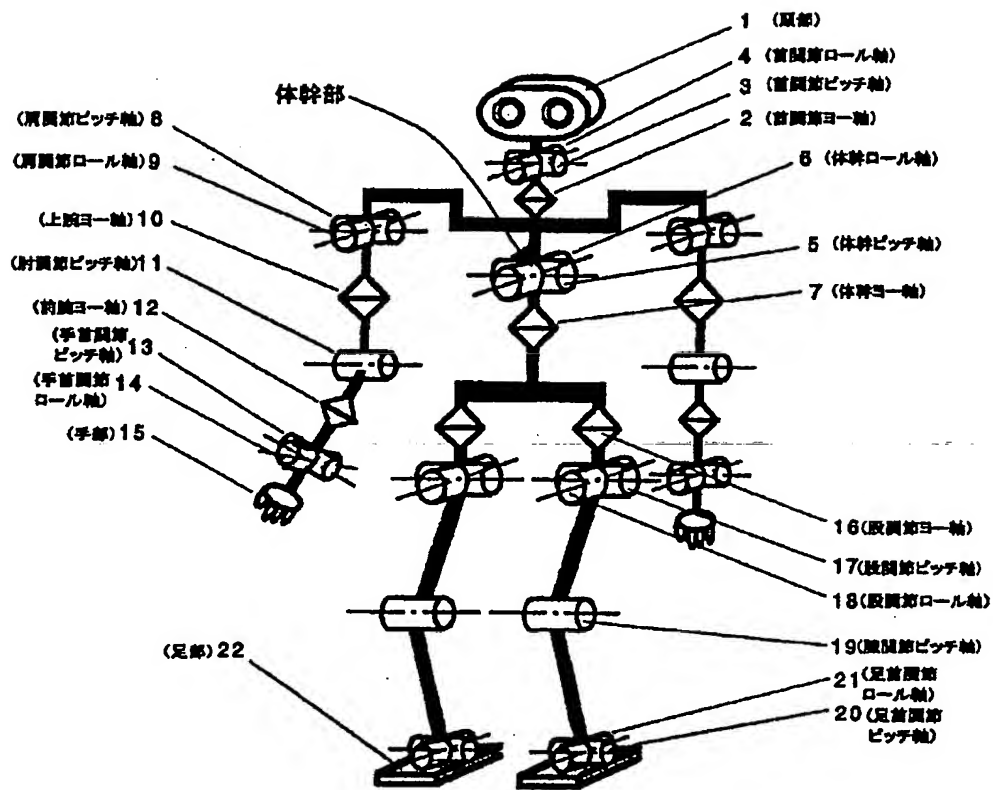 1 (頭部)
4 (首関節ロール軸)
3 (首関節ピッチ軸)
2 (首関節ヨー軸)
体幹部
6 (体幹ロール軸)
5 (体幹ピッチ軸)
7 (体幹ヨー軸)
(肩関節ピッチ軸) 8
(肩関節ロール軸) 9
(上腕ヨー軸) 10
(肘関節ピッチ軸) 11
(前腕ヨー軸) 12
(手首関節
ピッチ軸) 13
(手首関節 14
ロール軸)
(手部) 15
16 (股関節ヨー軸)
17 (股関節ピッチ軸)
18 (股関節ロール軸)
19 (膝関節ピッチ軸)
(足部) 22
21 (足首関節
ロール軸)
20 (足首関節
ピッチ軸)